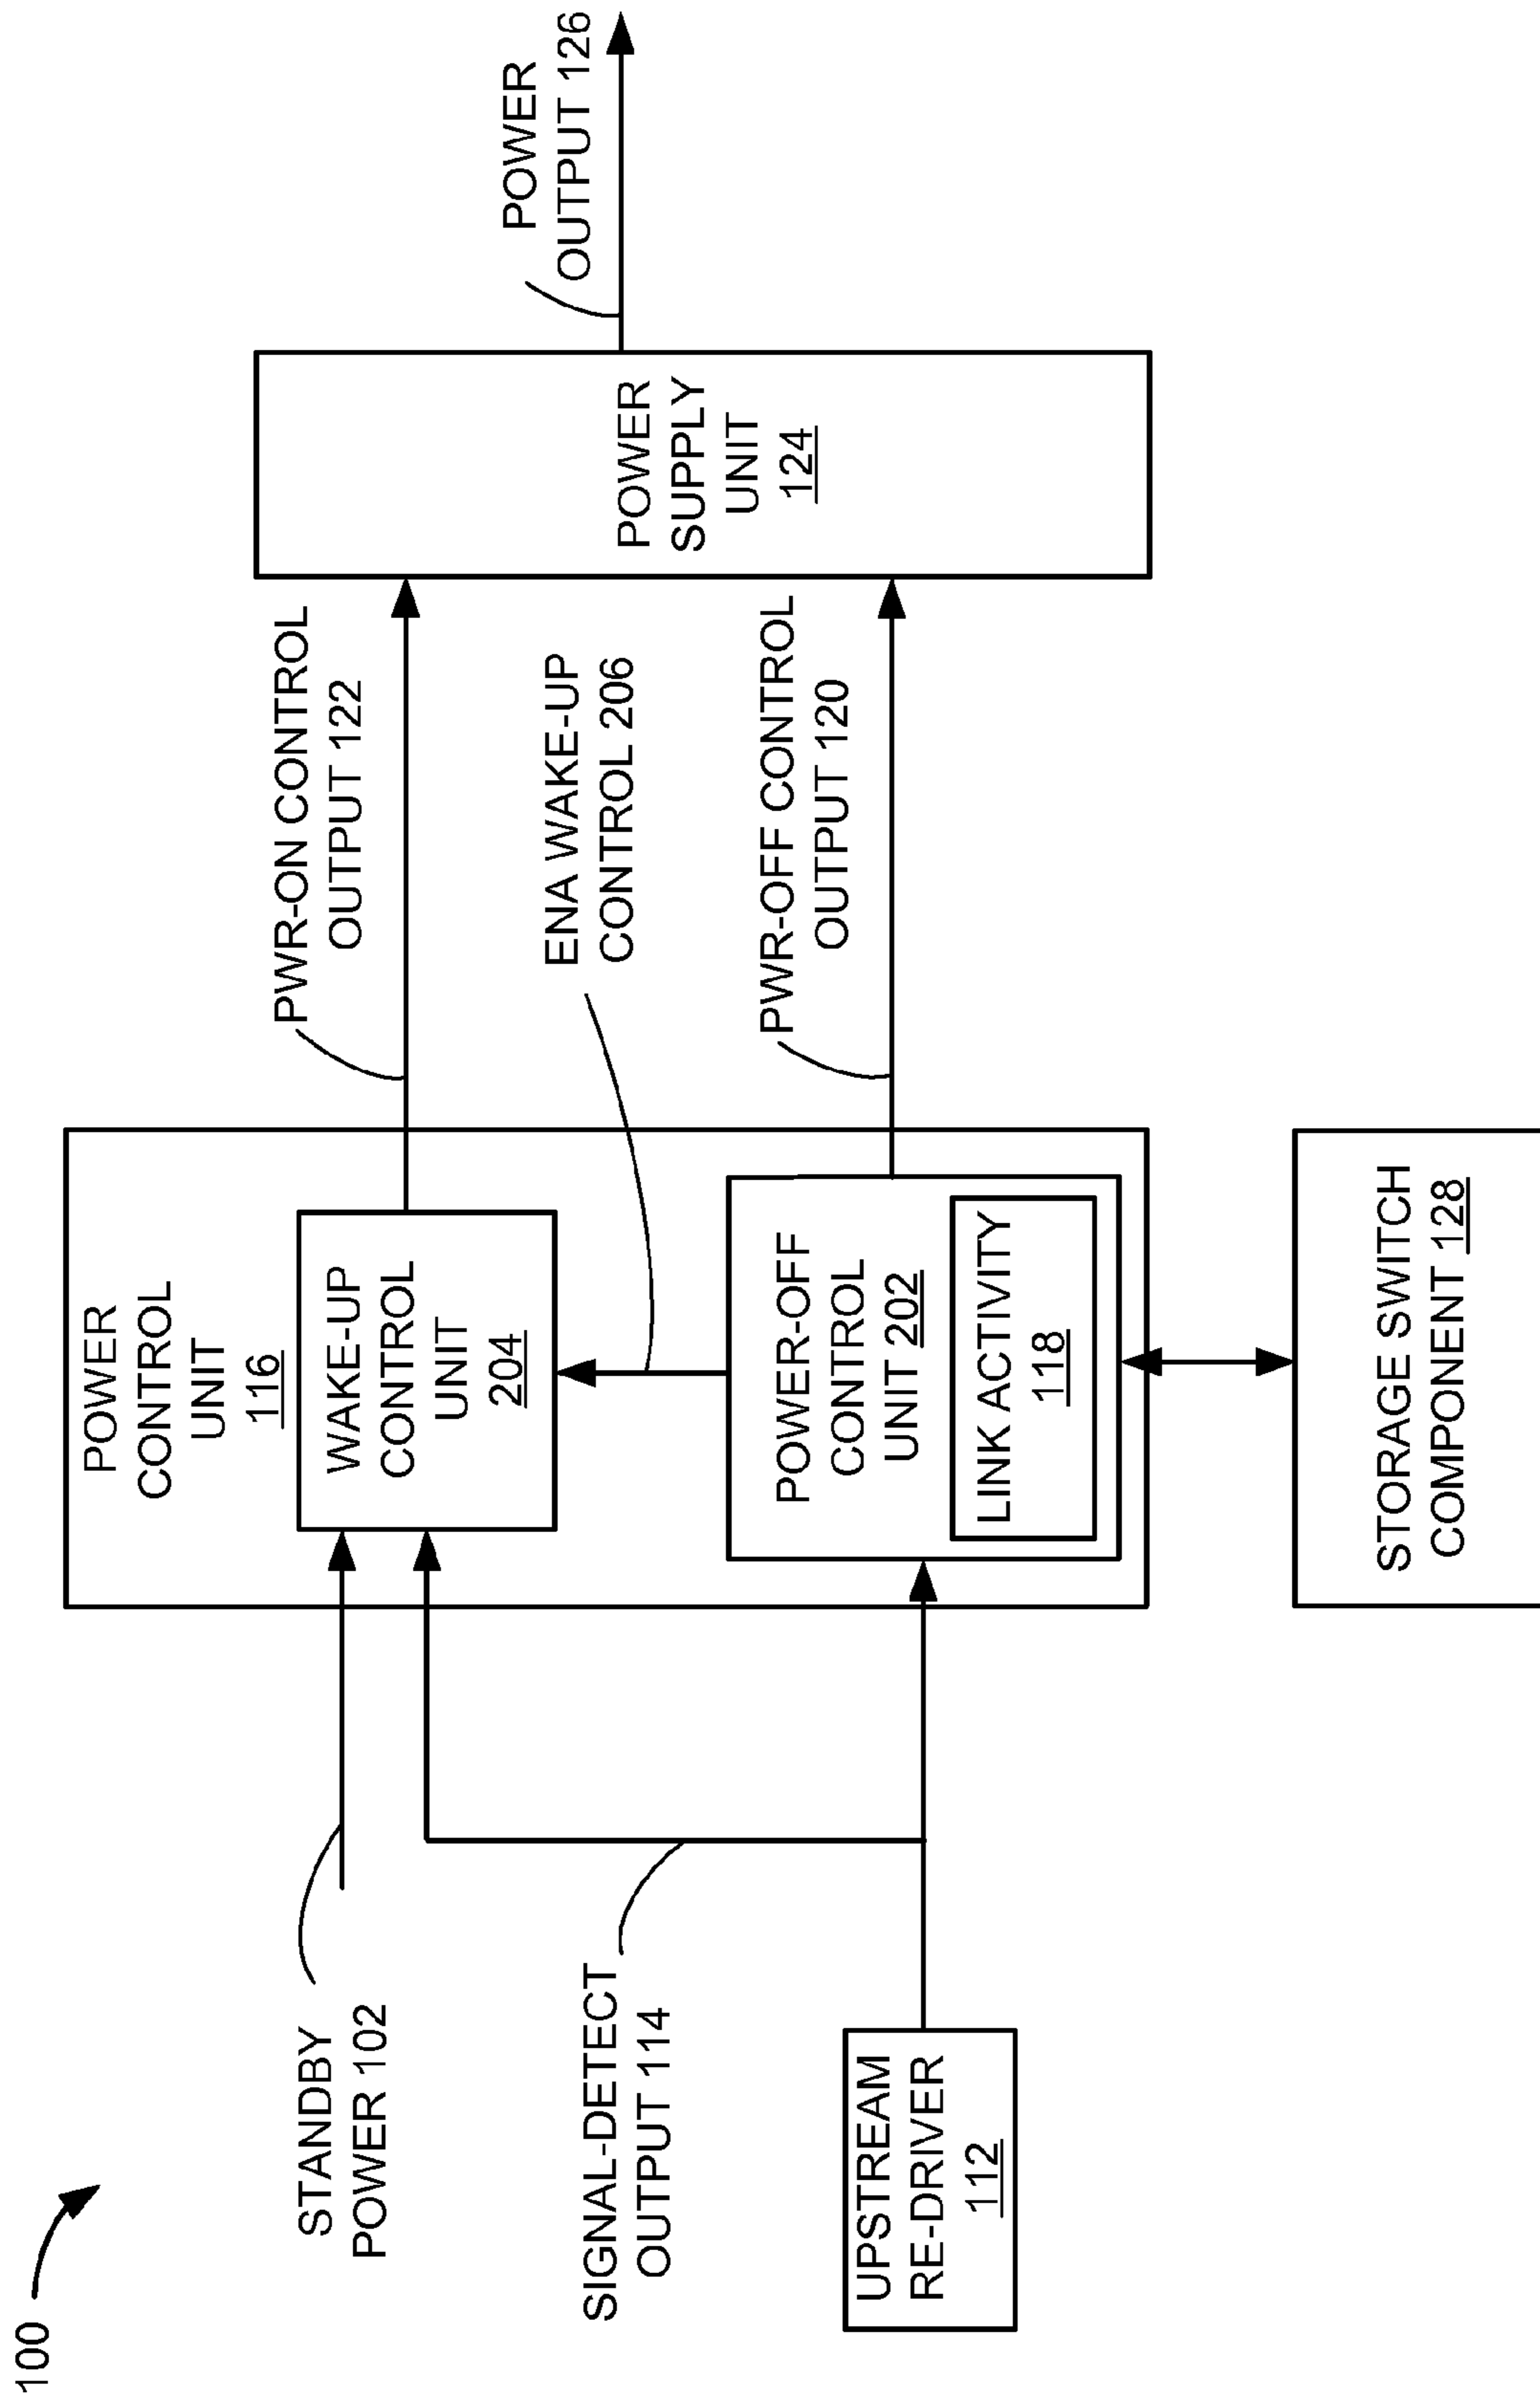 100
STANDBY
POWER 102
SIGNAL-DETECT
OUTPUT 114
UPSTREAM
RE-DRIVER
112
POWER
CONTROL
UNIT
116
WAKE-UP
CONTROL
UNIT
204
POWER-OFF
CONTROL
UNIT 202
LINK ACTIVITY
118
STORAGE SWITCH
COMPONENT 128
PWR-ON CONTROL
OUTPUT 122
ENA WAKE-UP
CONTROL 206
PWR-OFF CONTROL
OUTPUT 120
POWER
SUPPLY
UNIT
124
POWER
OUTPUT 126